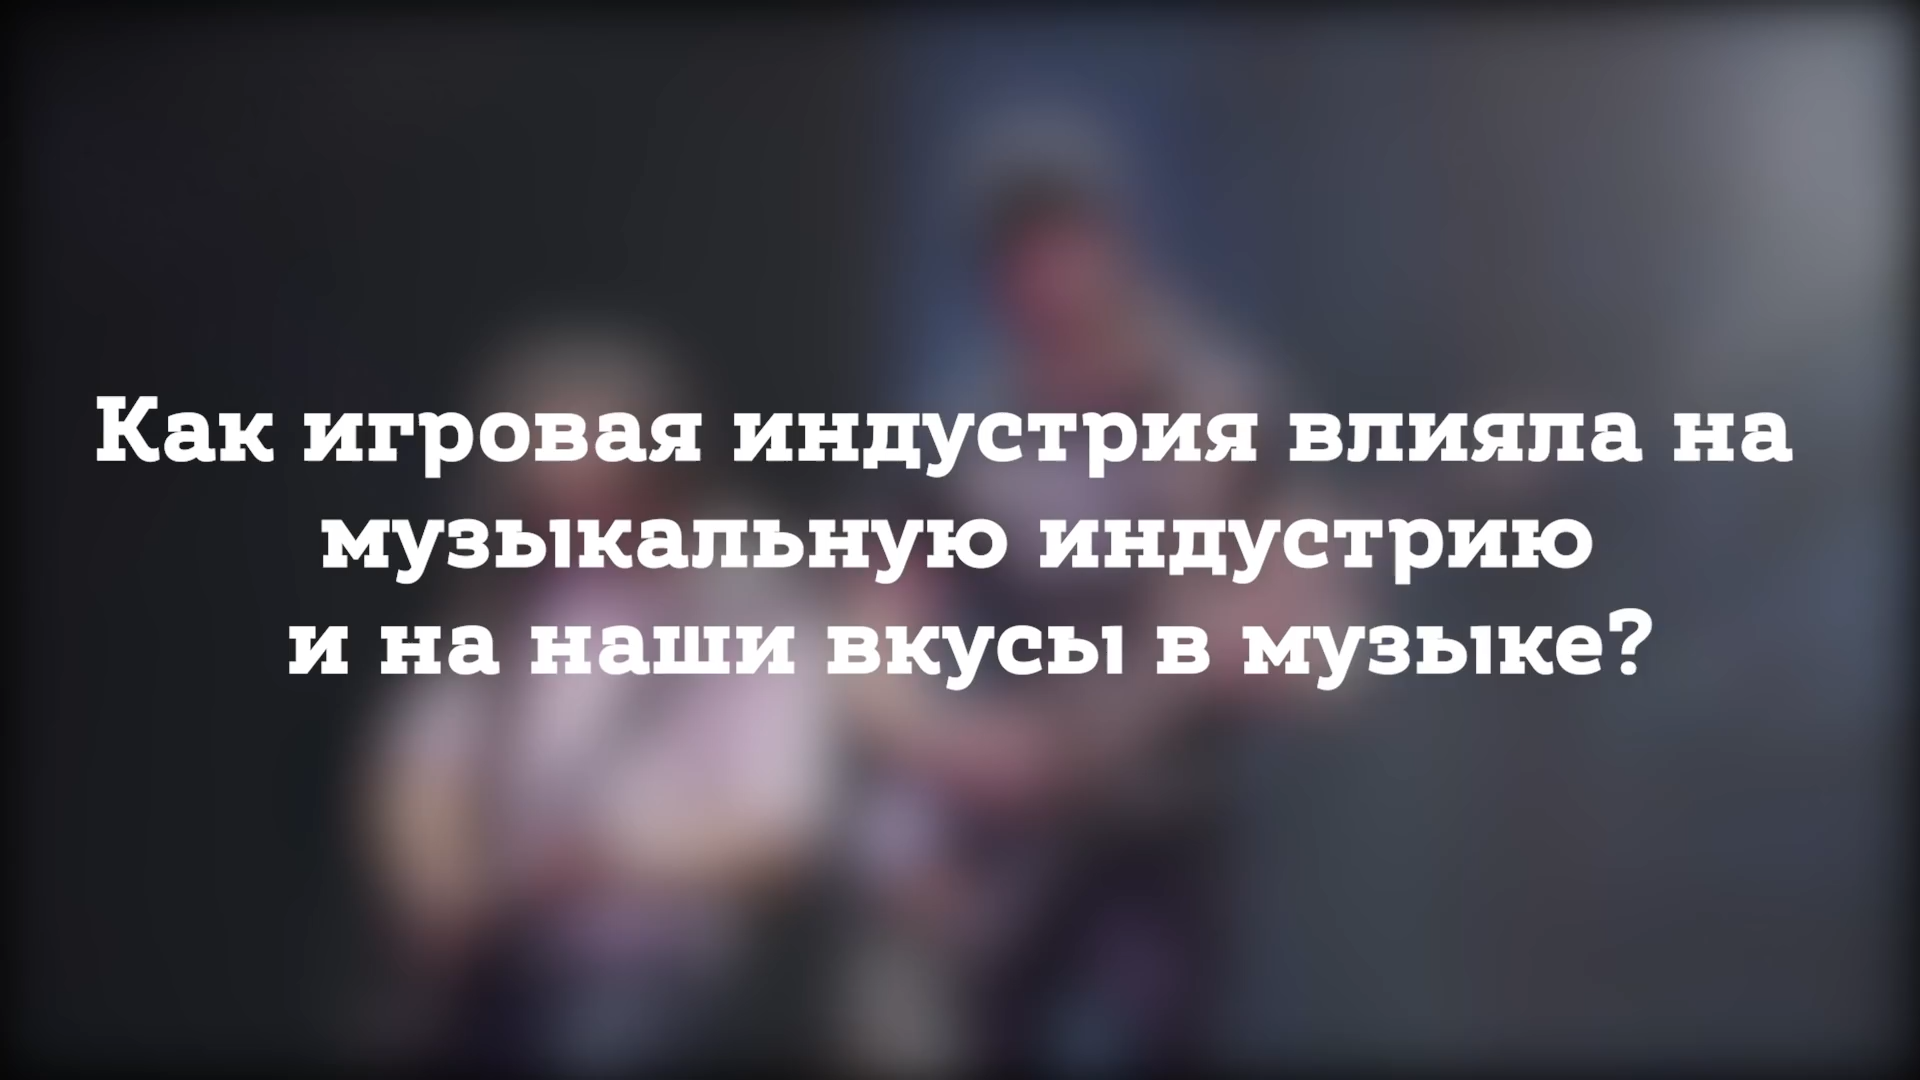 Как игровая индустрия влияла на
музыкальную индустрию
и на наши вкусы в музыке?